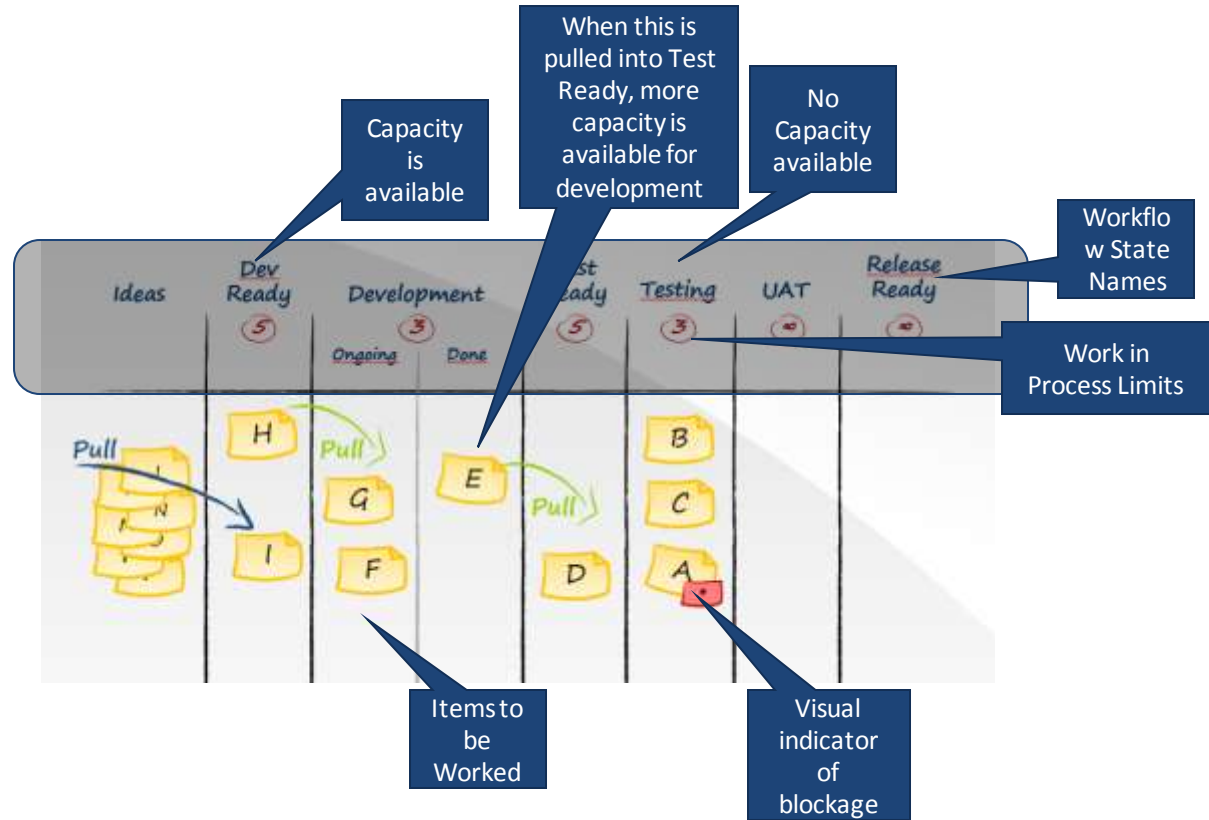 When this is
pulled into Test
Ready, more
capacity is
available for
development
No
Capacity
available
Capacity
is
available
Workflo
w State
Names
Ideas
Dev
Ready
5
Development
3
Ongoing
Done
st
eady
5
Testing
3
UAT
∞
Release
Ready
∞
Work in
Process Limits
Pull
H
Pull
G
E
Pull
B
C
N
I
F
D
A
Items to
be
Worked
Visual
indicator
of
blockage